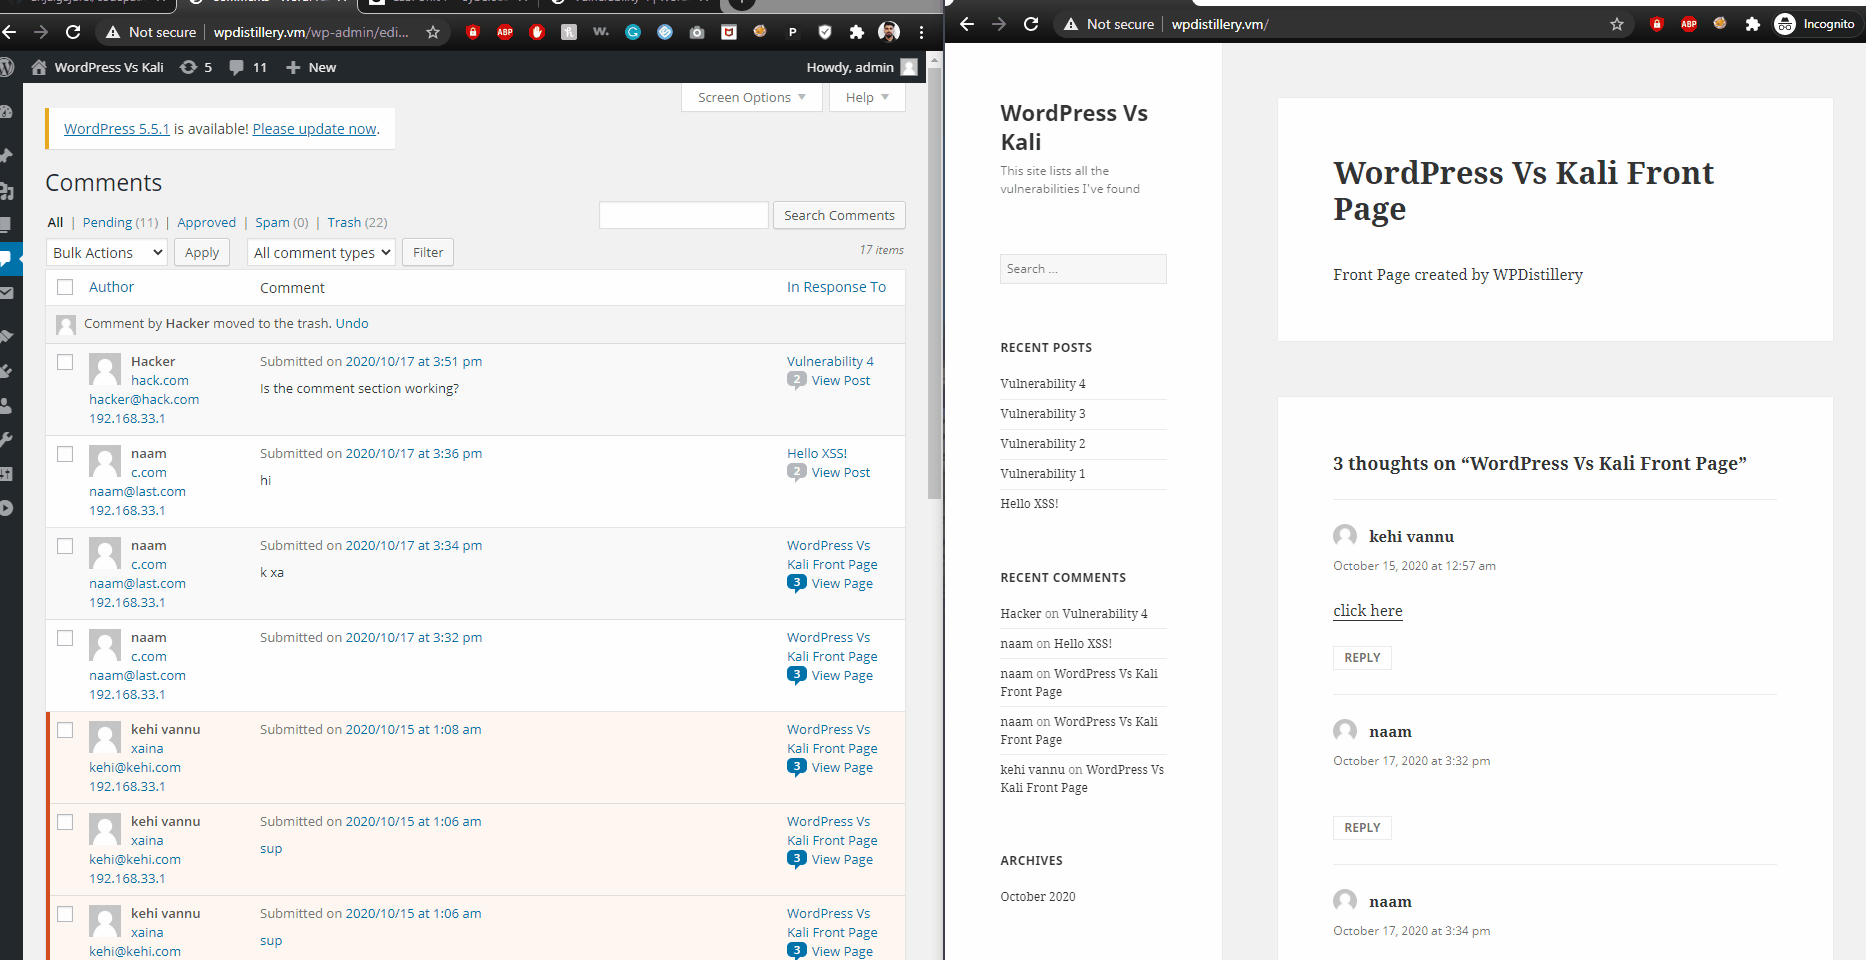 Not secure | wpdistillery.vm/wp-admin/edi...
WordPress Vs Kali 5 11 + New Howdy, admin
Screen Options Help
WordPress 5.5.1 is available! Please update now.
Comments
All | Pending (11) | Approved | Spam (0) | Trash (22)
Search Comments
Bulk Actions Apply All comment types Filter
17 items
Author Comment In Response To
Comment by Hacker moved to the trash. Undo
Hacker
hack.com
hacker@hack.com
192.168.33.1
Submitted on 2020/10/17 at 3:51 pm
Is the comment section working?
Vulnerability 4
2 View Post
naam
c.com
naam@last.com
192.168.33.1
Submitted on 2020/10/17 at 3:36 pm
hi
Hello XSS!
2 View Post
naam
c.com
naam@last.com
192.168.33.1
Submitted on 2020/10/17 at 3:34 pm
k xa
WordPress Vs
Kali Front Page
3 View Page
naam
c.com
naam@last.com
192.168.33.1
Submitted on 2020/10/17 at 3:32 pm
WordPress Vs
Kali Front Page
3 View Page
kehi vannu
xaina
kehi@kehi.com
192.168.33.1
Submitted on 2020/10/15 at 1:08 am
WordPress Vs
Kali Front Page
3 View Page
kehi vannu
xaina
kehi@kehi.com
192.168.33.1
Submitted on 2020/10/15 at 1:06 am
sup
WordPress Vs
Kali Front Page
3 View Page
kehi vannu
xaina
kehi@kehi.com
Submitted on 2020/10/15 at 1:06 am
sup
WordPress Vs
Kali Front Page
3 View Page
Not secure | wpdistillery.vm/ ABP Incognito
WordPress Vs
Kali
This site lists all the
vulnerabilities I've found
Search ...
RECENT POSTS
Vulnerability 4
Vulnerability 3
Vulnerability 2
Vulnerability 1
Hello XSS!
RECENT COMMENTS
Hacker on Vulnerability 4
naam on Hello XSS!
naam on WordPress Vs Kali
Front Page
naam on WordPress Vs Kali
Front Page
kehi vannu on WordPress Vs
Kali Front Page
ARCHIVES
October 2020
WordPress Vs Kali Front
Page
Front Page created by WPDistillery
3 thoughts on “WordPress Vs Kali Front Page”
kehi vannu
October 15, 2020 at 12:57 am
click here
REPLY
naam
October 17, 2020 at 3:32 pm
REPLY
naam
October 17, 2020 at 3:34 pm